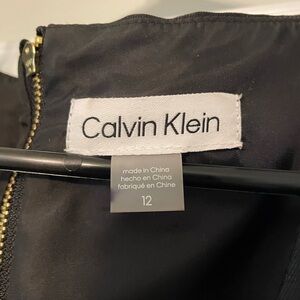 Calvin Klein
made in China
hecho en China
fabriqué en Chine
12